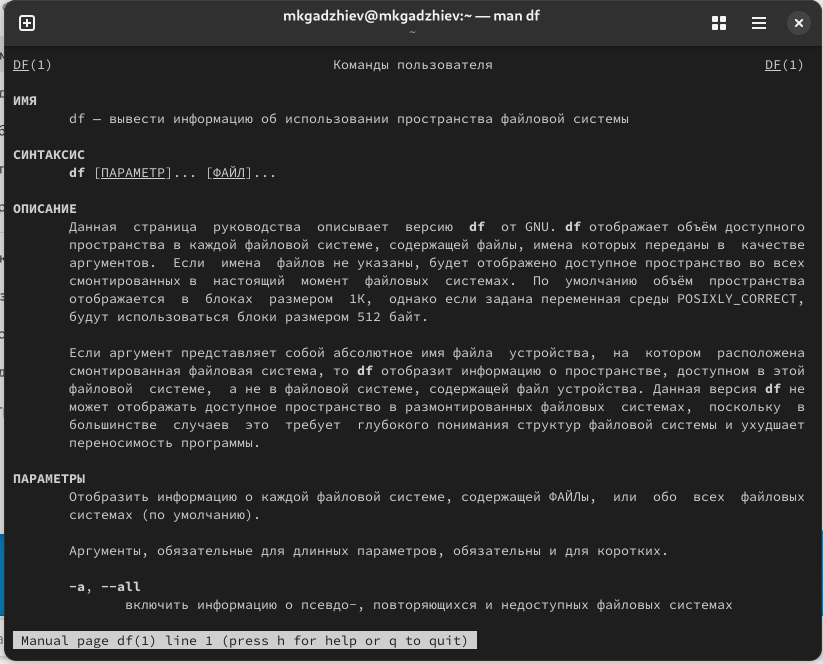 mkgadzhiev@mkgadzhiev:~ — man df
~
DF(1) Команды пользователя DF(1)
ИМЯ
df — вывести информацию об использовании пространства файловой системы
СИНТАКСИС
df [ПАРАМЕТР]... [ФАЙЛ]...
ОПИСАНИЕ
Данная страница руководства описывает версию df от GNU. df отображает объём доступного
пространства в каждой файловой системе, содержащей файлы, имена которых переданы в качестве
аргументов. Если имена файлов не указаны, будет отображено доступное пространство во всех
смонтированных в настоящий момент файловых системах. По умолчанию объём пространства
отображается в блоках размером 1K, однако если задана переменная среды POSIXLY_CORRECT,
будут использоваться блоки размером 512 байт.
Если аргумент представляет собой абсолютное имя файла устройства, на котором расположена
смонтированная файловая система, то df отобразит информацию о пространстве, доступном в этой
файловой системе, а не в файловой системе, содержащей файл устройства. Данная версия df не
может отображать доступное пространство в размонтированных файловых системах, поскольку в
большинстве случаев это требует глубокого понимания структур файловой системы и ухудшает
переносимость программы.
ПАРАМЕТРЫ
Отобразить информацию о каждой файловой системе, содержащей ФАЙЛы, или обо всех файловых
системах (по умолчанию).
Аргументы, обязательные для длинных параметров, обязательны и для коротких.
-a, --all
включить информацию о псевдо-, повторяющихся и недоступных файловых системах
Manual page df(1) line 1 (press h for help or q to quit)